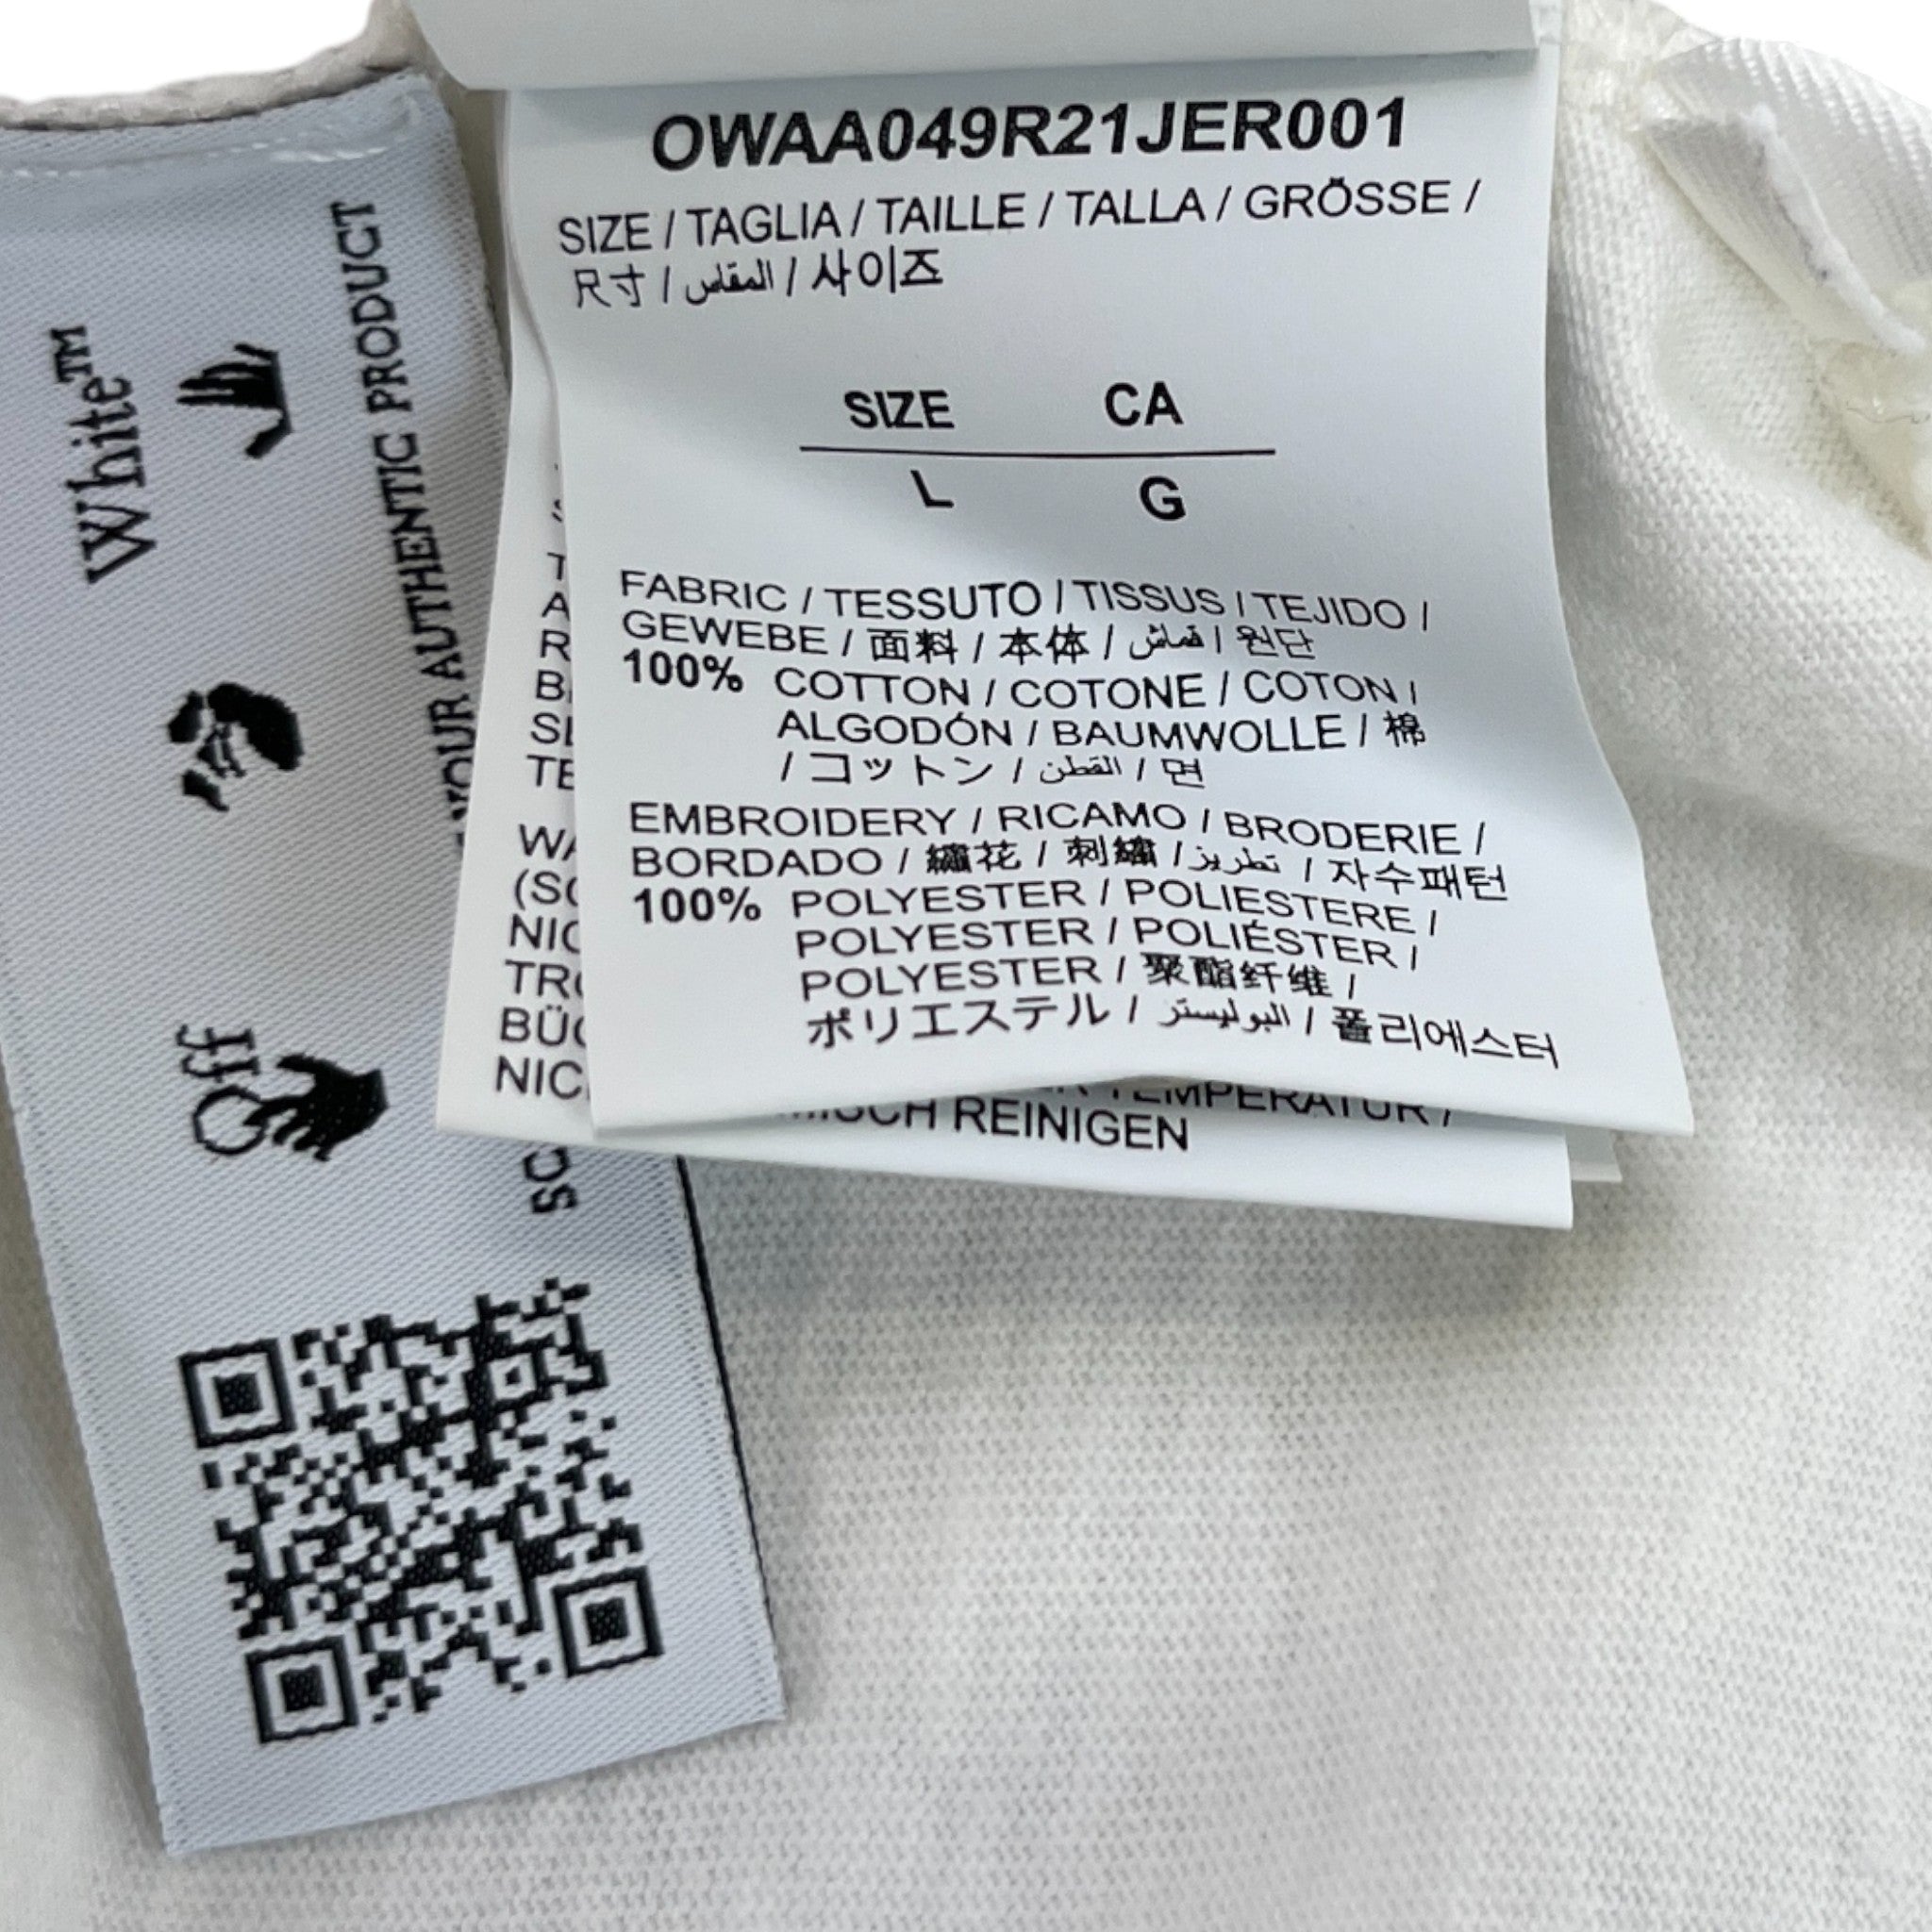 OWAA049R21JER001
SIZE / TAGLIA / TAILLE / TALLA / GRÖSSE /
尺寸 / المقاس / 사이즈
SIZE CA
L G
FABRIC / TESSUTO / TISSUS / TEJIDO /
GEWEBE / 面料 / 本体 / قماش / 원단
100% COTTON / COTONE / COTON /
ALGODÓN / BAUMWOLLE / 棉
/ コットン / القطن / 면
EMBROIDERY / RICAMO / BRODERIE /
BORDADO / 繡花 / 刺繡 / تطريز / 자수패턴
100% POLYESTER / POLIESTERE /
POLYESTER / POLIÉSTER /
POLYESTER / 聚酯纤维 /
ポリエステル / البوليستر / 폴리에스터
TEMPERATUR /
REINIGEN
Off White™
YOUR AUTHENTIC PRODUCT